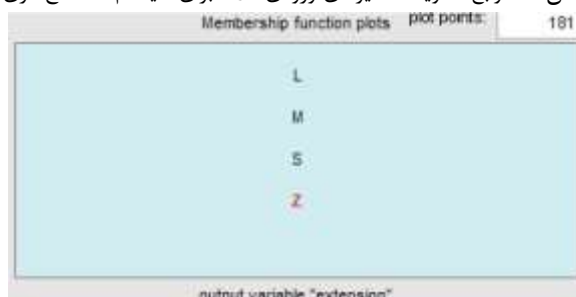 Membership function plots plot points: 181
L
M
S
Z
output variable "extension"